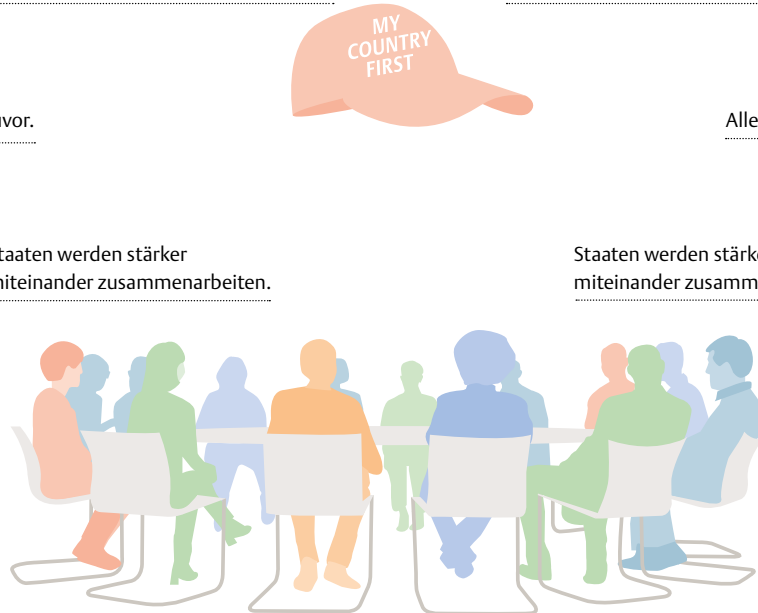 MY
COUNTRY
FIRST
vor.
Alle
taaten werden stärker
miteinander zusammenarbeiten.
Staaten werden stärke
miteinander zusamm